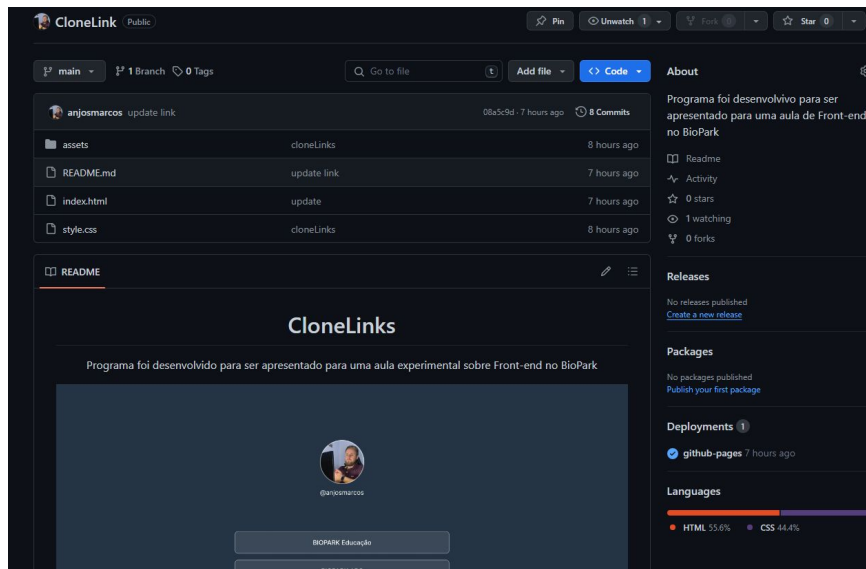 CloneLink Public
Pin Unwatch 1 Fork 0 Star 0
main 1 Branch 0 Tags Go to file t Add file Code
anjosmarcos update link 08a5c9d · 7 hours ago 8 Commits
assets cloneLinks 8 hours ago
README.md update link 7 hours ago
index.html update 7 hours ago
style.css cloneLinks 8 hours ago
README
CloneLinks
Programa foi desenvolvido para ser apresentado para uma aula experimental sobre Front-end no BioPark
@anjosmarcos
BIOPARK Educação
About
Programa foi desenvolvivo para ser
apresentado para uma aula de Front-end
no BioPark
Readme
Activity
0 stars
1 watching
0 forks
Releases
No releases published
Create a new release
Packages
No packages published
Publish your first package
Deployments 1
github-pages 7 hours ago
Languages
HTML 55.6% CSS 44.4%